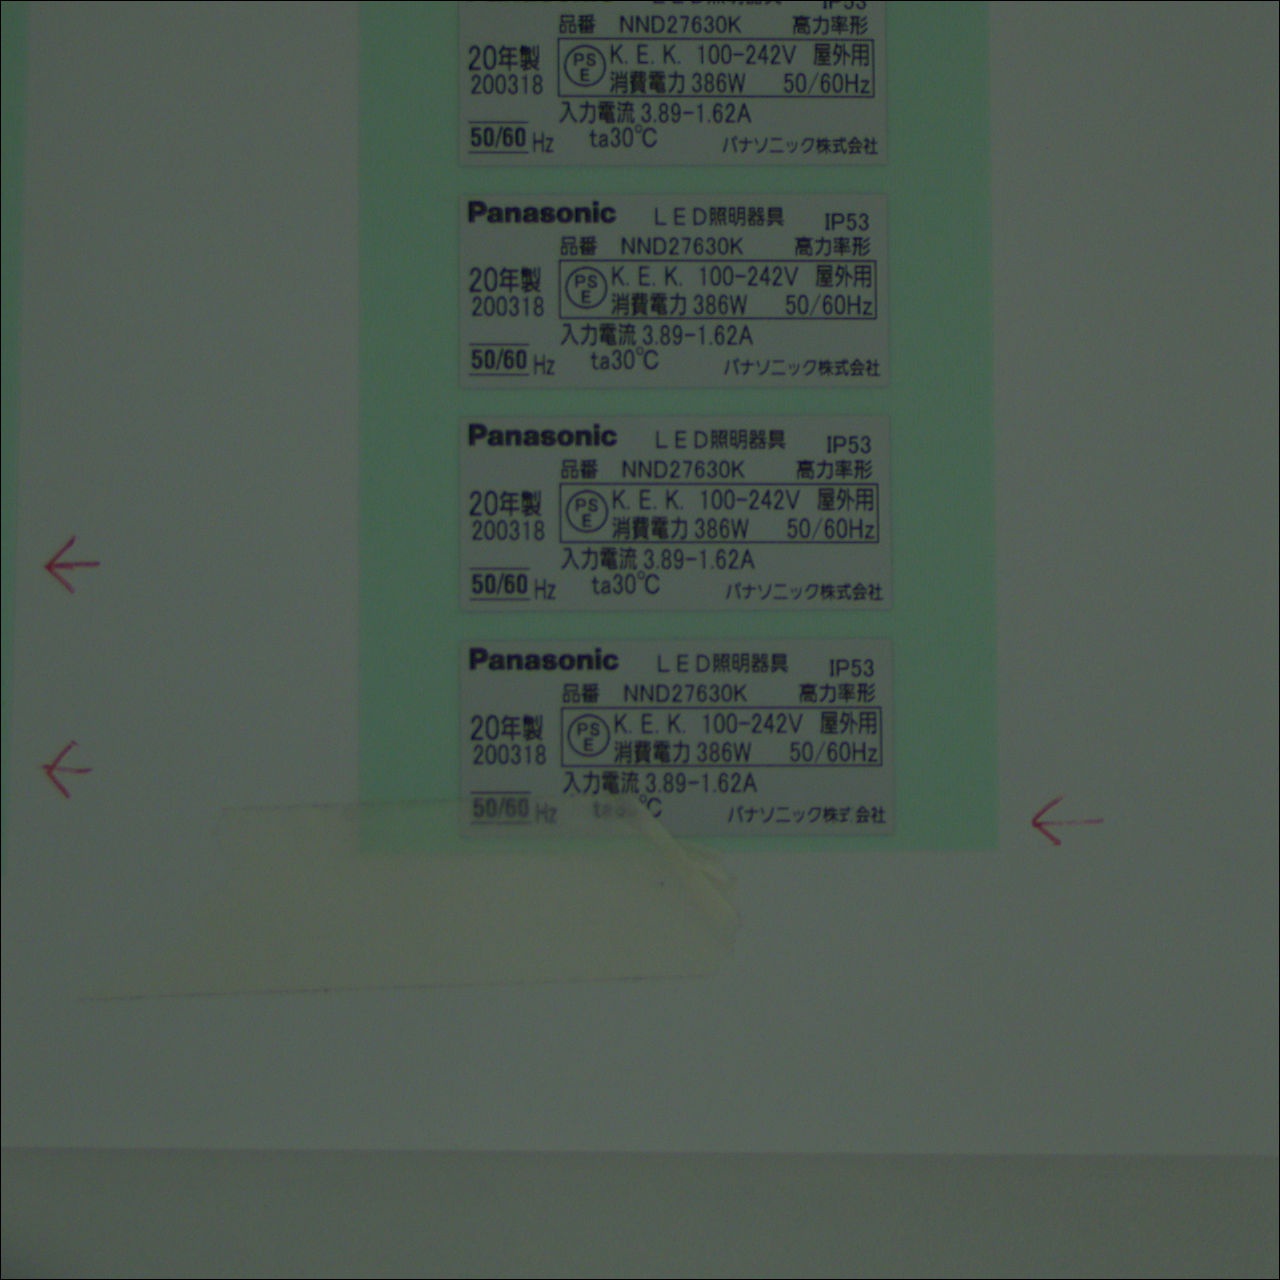 LED照明器具 IP53
品番 NND27630K 高力率形
20年製 PSE K. E. K. 100-242V 屋外用
200318 消費電力 386W 50/60Hz
入力電流 3.89-1.62A
50/60 Hz ta30℃ パナソニック株式会社
Panasonic LED照明器具 IP53
品番 NND27630K 高力率形
20年製 PSE K. E. K. 100-242V 屋外用
200318 消費電力 386W 50/60Hz
入力電流 3.89-1.62A
50/60 Hz ta30℃ パナソニック株式会社
Panasonic LED照明器具 IP53
品番 NND27630K 高力率形
20年製 PSE K. E. K. 100-242V 屋外用
200318 消費電力 386W 50/60Hz
入力電流 3.89-1.62A
50/60 Hz ta30℃ パナソニック株式会社
Panasonic LED照明器具 IP53
品番 NND27630K 高力率形
20年製 PSE K. E. K. 100-242V 屋外用
200318 消費電力 386W 50/60Hz
入力電流 3.89-1.62A
50/60 Hz パナソニック株式会社